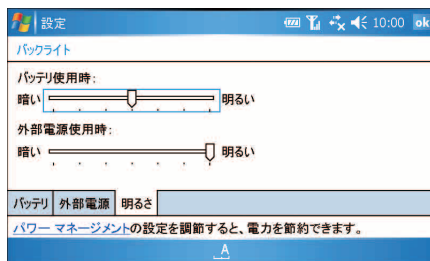 設定 10:00 ok
バックライト
バッテリ使用時:
暗い 明るい
外部電源使用時:
暗い 明るい
バッテリ 外部電源 明るさ
パワー マネージメントの設定を調節すると、電力を節約できます。
A